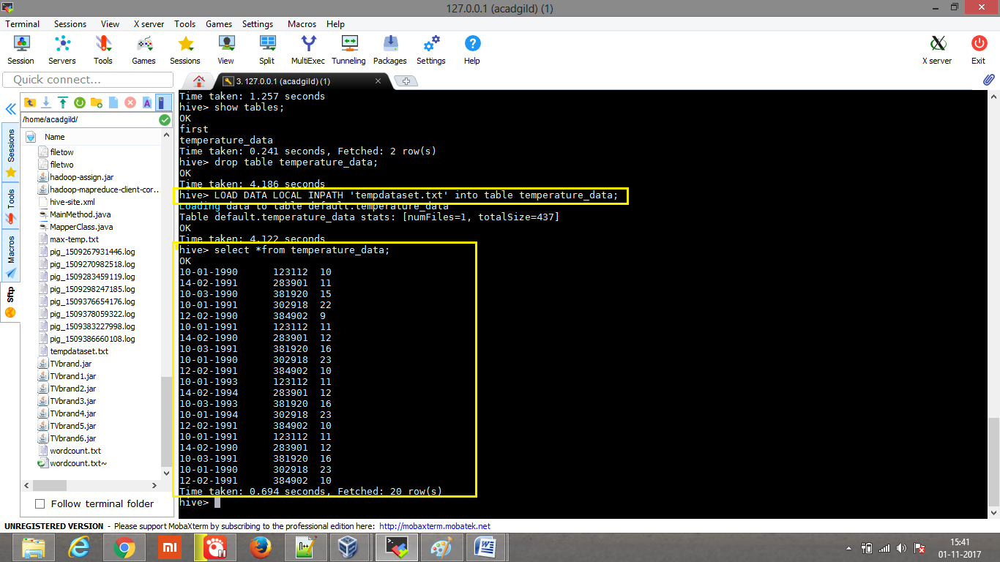 127.0.0.1 (acadgild) (1)
Terminal Sessions View X server Tools Games Settings Macros Help
Session Servers Tools Games Sessions View Split MultiExec Tunneling Packages Settings Help X server Exit
Quick connect...
3. 127.0.0.1 (acadgild) (1)
/home/acadgild/
Name
filetow
filetwo
hadoop-assign.jar
hadoop-mapreduce-client-cor...
hive-site.xml
MainMethod.java
MapperClass.java
max-temp.txt
pig_1509267931446.log
pig_1509270982518.log
pig_1509283459119.log
pig_1509298247185.log
pig_1509376654176.log
pig_1509378059322.log
pig_1509383227998.log
pig_1509386660108.log
tempdataset.txt
TVbrand.jar
TVbrand1.jar
TVbrand2.jar
TVbrand3.jar
TVbrand4.jar
TVbrand5.jar
TVbrand6.jar
wordcount.txt
wordcount.txt~
Follow terminal folder
Sessions
Tools
Macros
Sftp
Time taken: 1.257 seconds
hive> show tables;
OK
first
temperature_data
Time taken: 0.241 seconds, Fetched: 2 row(s)
hive> drop table temperature_data;
OK
Time taken: 4.186 seconds
hive> LOAD DATA LOCAL INPATH 'tempdataset.txt' into table temperature_data;
Loading data to table default.temperature_data
Table default.temperature_data stats: [numFiles=1, totalSize=437]
OK
Time taken: 4.122 seconds
hive> select *from temperature_data;
OK
10-01-1990 123112 10
14-02-1991 283901 11
10-03-1990 381920 15
10-01-1991 302918 22
12-02-1990 384902 9
10-01-1991 123112 11
14-02-1990 283901 12
10-03-1991 381920 16
10-01-1990 302918 23
12-02-1991 384902 10
10-01-1993 123112 11
14-02-1994 283901 12
10-03-1993 381920 16
10-01-1994 302918 23
12-02-1991 384902 10
10-01-1991 123112 11
14-02-1990 283901 12
10-03-1991 381920 16
10-01-1990 302918 23
12-02-1991 384902 10
Time taken: 0.694 seconds, Fetched: 20 row(s)
hive>
UNREGISTERED VERSION - Please support MobaXterm by subscribing to the professional edition here: http://mobaxterm.mobatek.net
15:41
01-11-2017